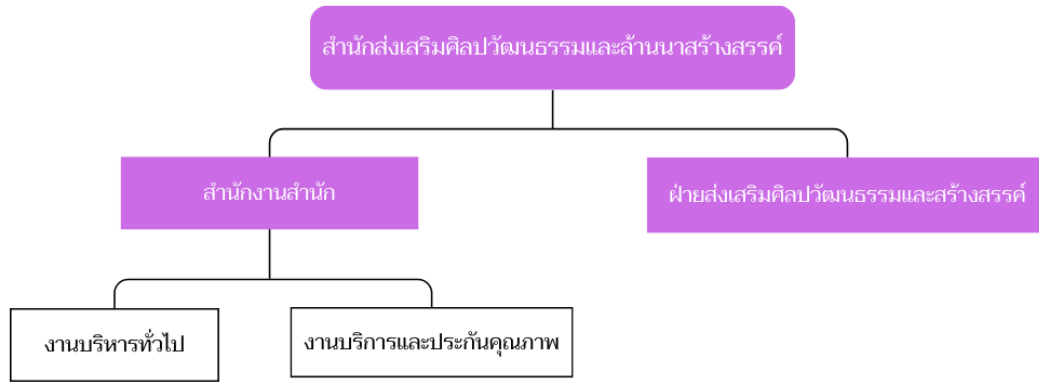 สำนักส่งเสริมศิลปวัฒนธรรมและล้านนาสร้างสรรค์
สำนักงานสำนัก
ฝ่ายส่งเสริมศิลปวัฒนธรรมและสร้างสรรค์
งานบริหารทั่วไป
งานบริการและประกันคุณภาพ